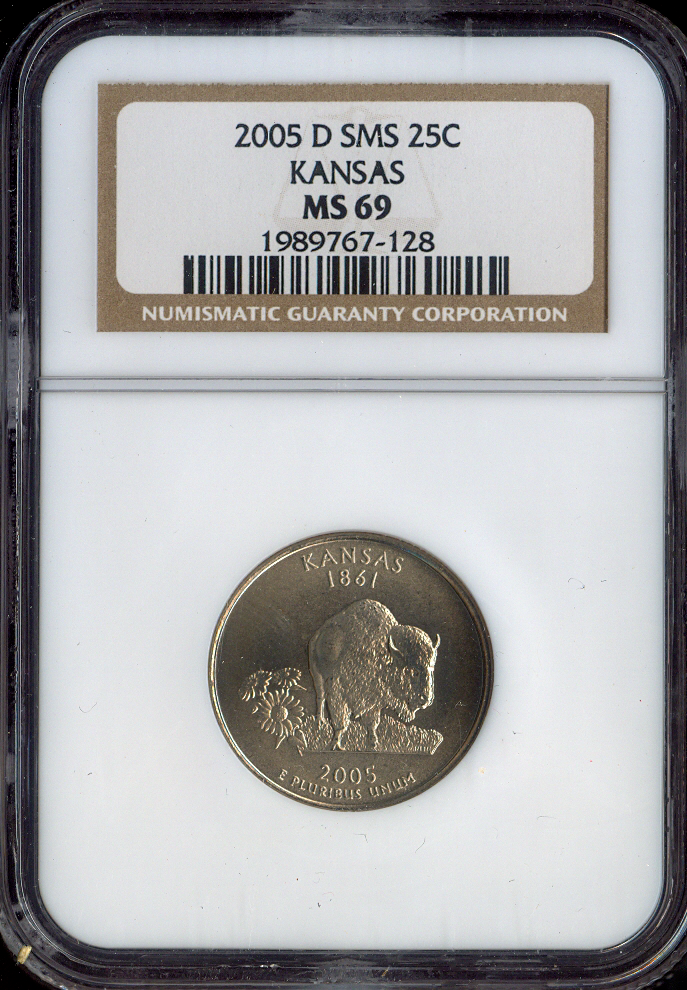 2005 D SMS 25C
KANSAS
MS 69
1989767-128
NUMISMATIC GUARANTY CORPORATION
KANSAS
1861
2005
E PLURIBUS UNUM